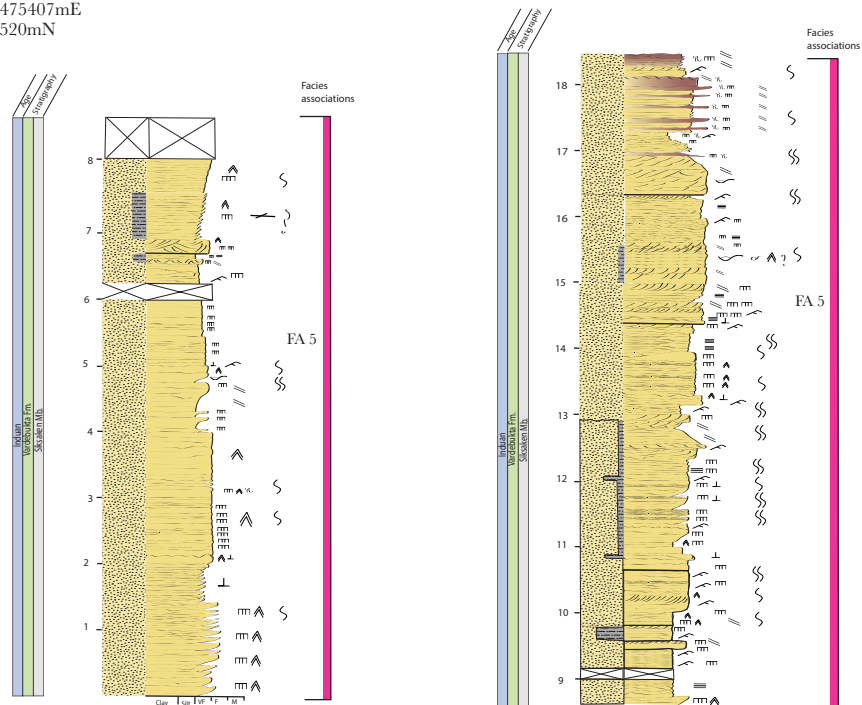 475407mE
520mN
Age
Stratigraphy
Facies
associations
8
7
6
5
4
3
2
1
FA 5
Induan
Vardebukta Fm.
Siksaken Mb.
Clay
Silt
VF
F
M
Age
Stratigraphy
Facies
associations
18
17
16
15
14
13
12
11
10
9
FA 5
Induan
Vardebukta Fm.
Siksaken Mb.